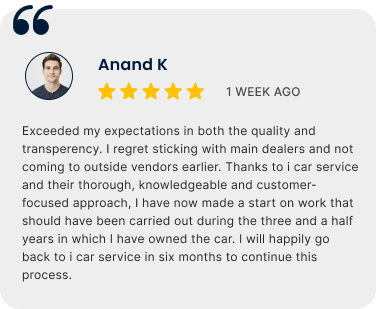 Anand K
1 WEEK AGO
Exceeded my expectations in both the quality and
transperency. I regret sticking with main dealers and not
coming to outside vendors earlier. Thanks to i car service
and their thorough, knowledgeable and customer-
focused approach, I have now made a start on work that
should have been carried out during the three and a half
years in which I have owned the car. I will happily go
back to i car service in six months to continue this
process.